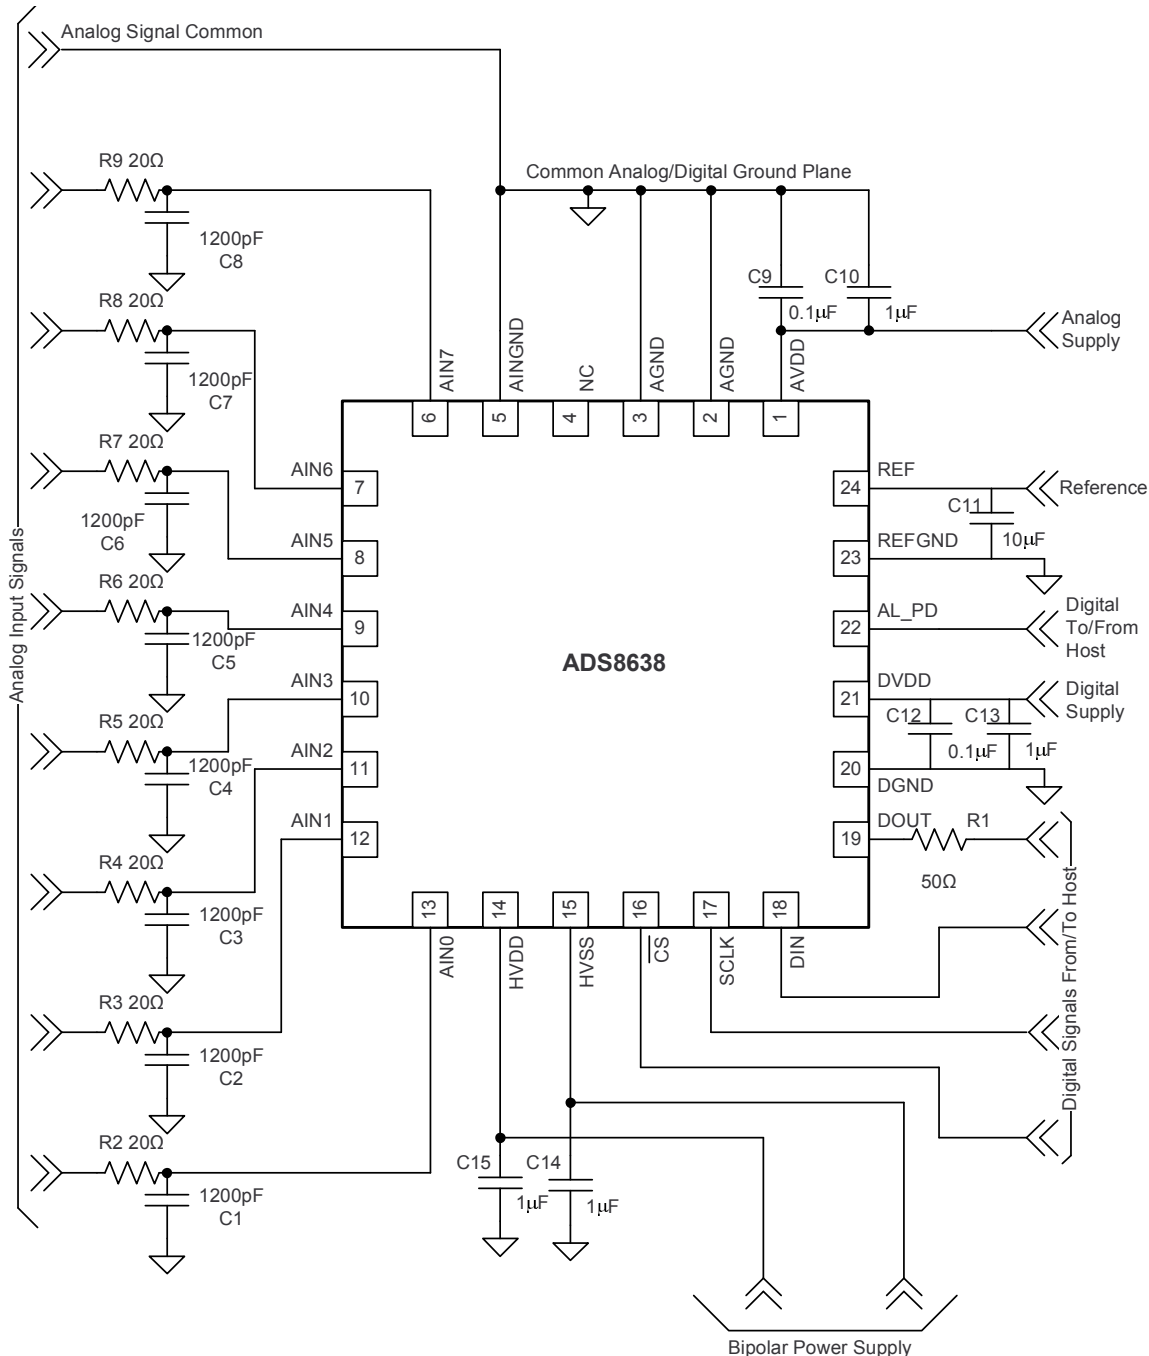 Analog Signal Common
R9 20Ω
Common Analog/Digital Ground Plane
1200pF
C8
C9
C10
0.1µF
1µF
Analog
Supply
R8 20Ω
1200pF
C7
AIN7
AINGND
NC
AGND
AGND
AVDD
6
5
4
3
2
1
R7 20Ω
1200pF
C6
AIN6
7
REF
24
Reference
C11
10µF
AIN5
8
REFGND
23
R6 20Ω
1200pF
C5
AIN4
9
AL_PD
22
Digital
To/From
Host
ADS8638
Analog Input Signals
AIN3
10
DVDD
21
Digital
Supply
C12
C13
0.1µF
1µF
R5 20Ω
1200pF
C4
AIN2
11
20
DGND
AIN1
12
DOUT
19
R1
50Ω
R4 20Ω
1200pF
C3
13
14
15
16
17
18
AIN0
HVDD
HVSS
CS
SCLK
DIN
Digital Signals From/To Host
R3 20Ω
1200pF
C2
R2 20Ω
1200pF
C1
C15
C14
1µF
1µF
Bipolar Power Supply